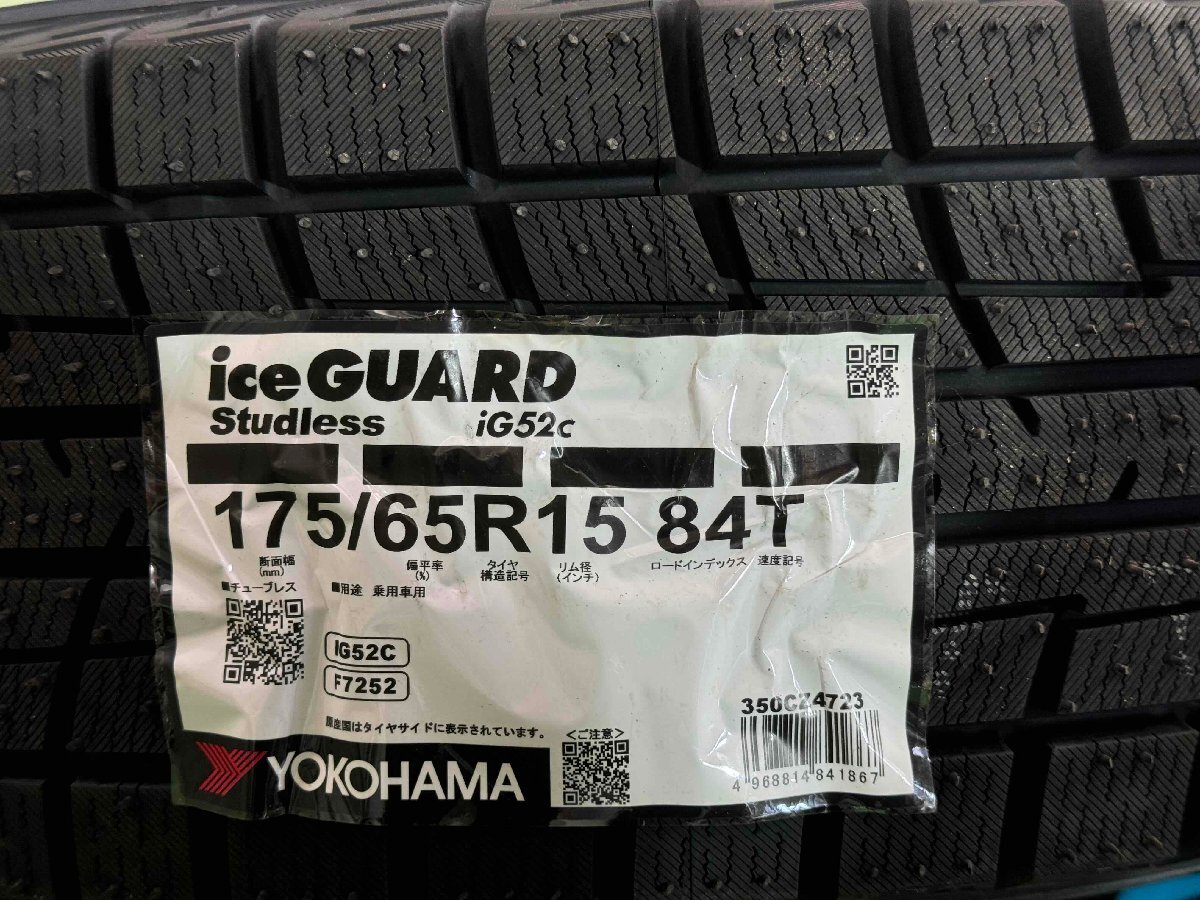 iceGUARD
Studless iG52c
175/65R15 84T
断面幅 偏平率 タイヤ リム径 ロードインデックス 速度記号
(mm) (%) 構造記号 (インチ)
■チューブレス ■用途 乗用車用
IG52C
F7252
原産国はタイヤサイドに表示されています。
<ご注意>
YOKOHAMA
350CZ4723
4 968814 841867